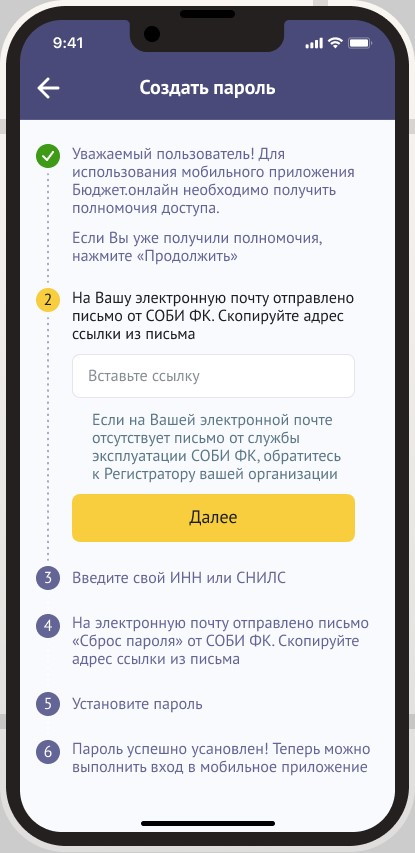 9:41
Создать пароль
Уважаемый пользователь! Для
использования мобильного приложения
Бюджет.онлайн необходимо получить
полномочия доступа.
Если Вы уже получили полномочия,
нажмите «Продолжить»
2
На Вашу электронную почту отправлено
письмо от СОБИ ФК. Скопируйте адрес
ссылки из письма
Вставьте ссылку
Если на Вашей электронной почте
отсутствует письмо от службы
эксплуатации СОБИ ФК, обратитесь
к Регистратору вашей организации
Далее
3
Введите свой ИНН или СНИЛС
4
На электронную почту отправлено письмо
«Сброс пароля» от СОБИ ФК. Скопируйте
адрес ссылки из письма
5
Установите пароль
6
Пароль успешно усановлен! Теперь можно
выполнить вход в мобильное приложение